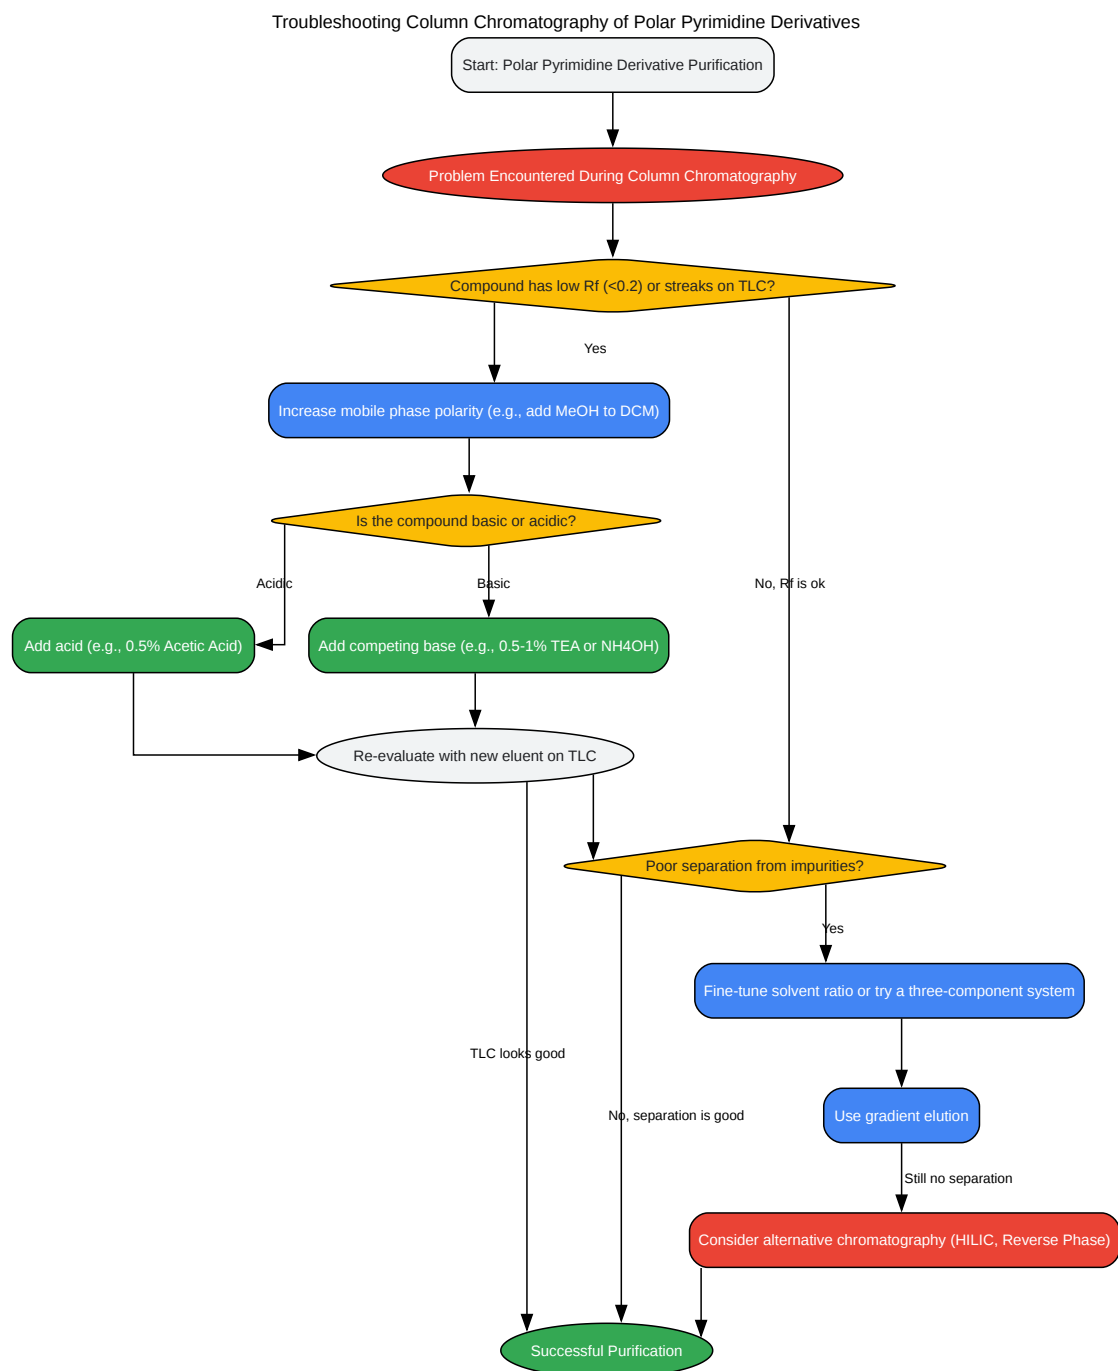 Troubleshooting Column Chromatography of Polar Pyrimidine Derivatives
Start: Polar Pyrimidine Derivative Purification
Problem Encountered During Column Chromatography
Compound has low Rf (<0.2) or streaks on TLC?
Yes
Increase mobile phase polarity (e.g., add MeOH to DCM)
Is the compound basic or acidic?
Acidic
Basic
No, Rf is ok
Add acid (e.g., 0.5% Acetic Acid)
Add competing base (e.g., 0.5-1% TEA or NH4OH)
Re-evaluate with new eluent on TLC
Poor separation from impurities?
Yes
Fine-tune solvent ratio or try a three-component system
TLC looks good
No, separation is good
Use gradient elution
Still no separation
Consider alternative chromatography (HILIC, Reverse Phase)
Successful Purification